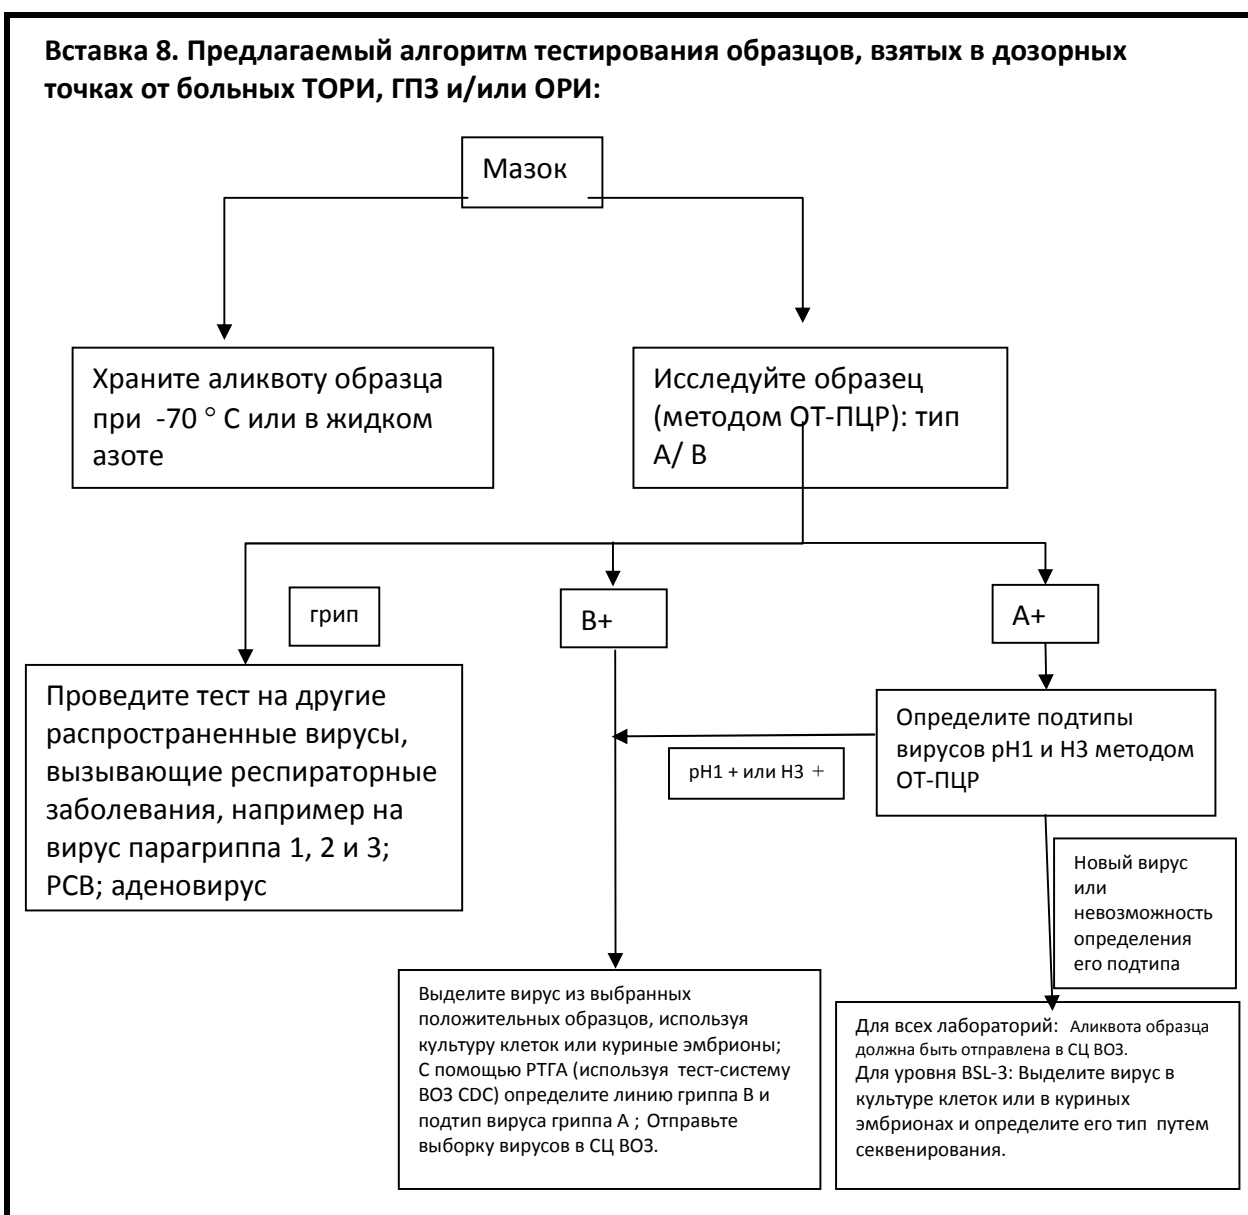 Вставка 8. Предлагаемый алгоритм тестирования образцов, взятых в дозорных
точках от больных ТОРИ, ГПЗ и/или ОРИ:
Мазок
Храните аликвоту образца
при -70 ° С или в жидком
азоте
Исследуйте образец
(методом ОТ-ПЦР): тип
А/ В
грип
В+
А+
Проведите тест на другие
распространенные вирусы,
вызывающие респираторные
заболевания, например на
вирус парагриппа 1, 2 и 3;
РСВ; аденовирус
Определите подтипы
вирусов pH1 и H3 методом
ОТ-ПЦР
pH1 + или H3 +
Новый вирус
или
невозможность
определения
его подтипа
Выделите вирус из выбранных
положительных образцов, используя
культуру клеток или куриные эмбрионы;
С помощью РТГА (используя тест-систему
ВОЗ CDC) определите линию гриппа В и
подтип вируса гриппа А ; Отправьте
выборку вирусов в СЦ ВОЗ.
Для всех лабораторий: Аликвота образца
должна быть отправлена в СЦ ВОЗ.
Для уровня BSL-3: Выделите вирус в
культуре клеток или в куриных
эмбрионах и определите его тип путем
секвенирования.